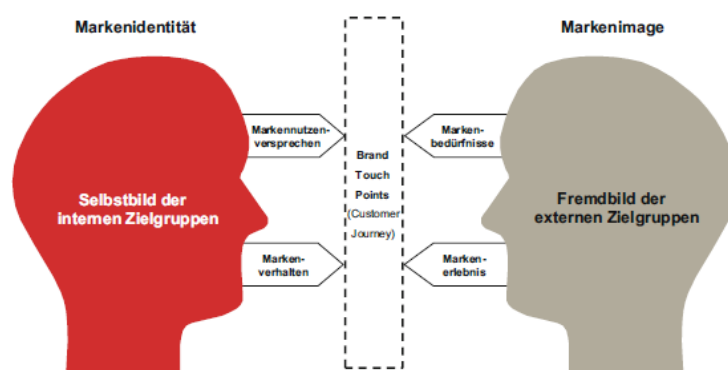 Markenidentität
Markenimage
Markennutzen-
versprechen
Marken-
bedürfnisse
Brand
Touch
Points
(Customer
Journey)
Selbstbild der
internen Zielgruppen
Fremdbild der
externen Zielgruppen
Marken-
verhalten
Marken-
erlebnis